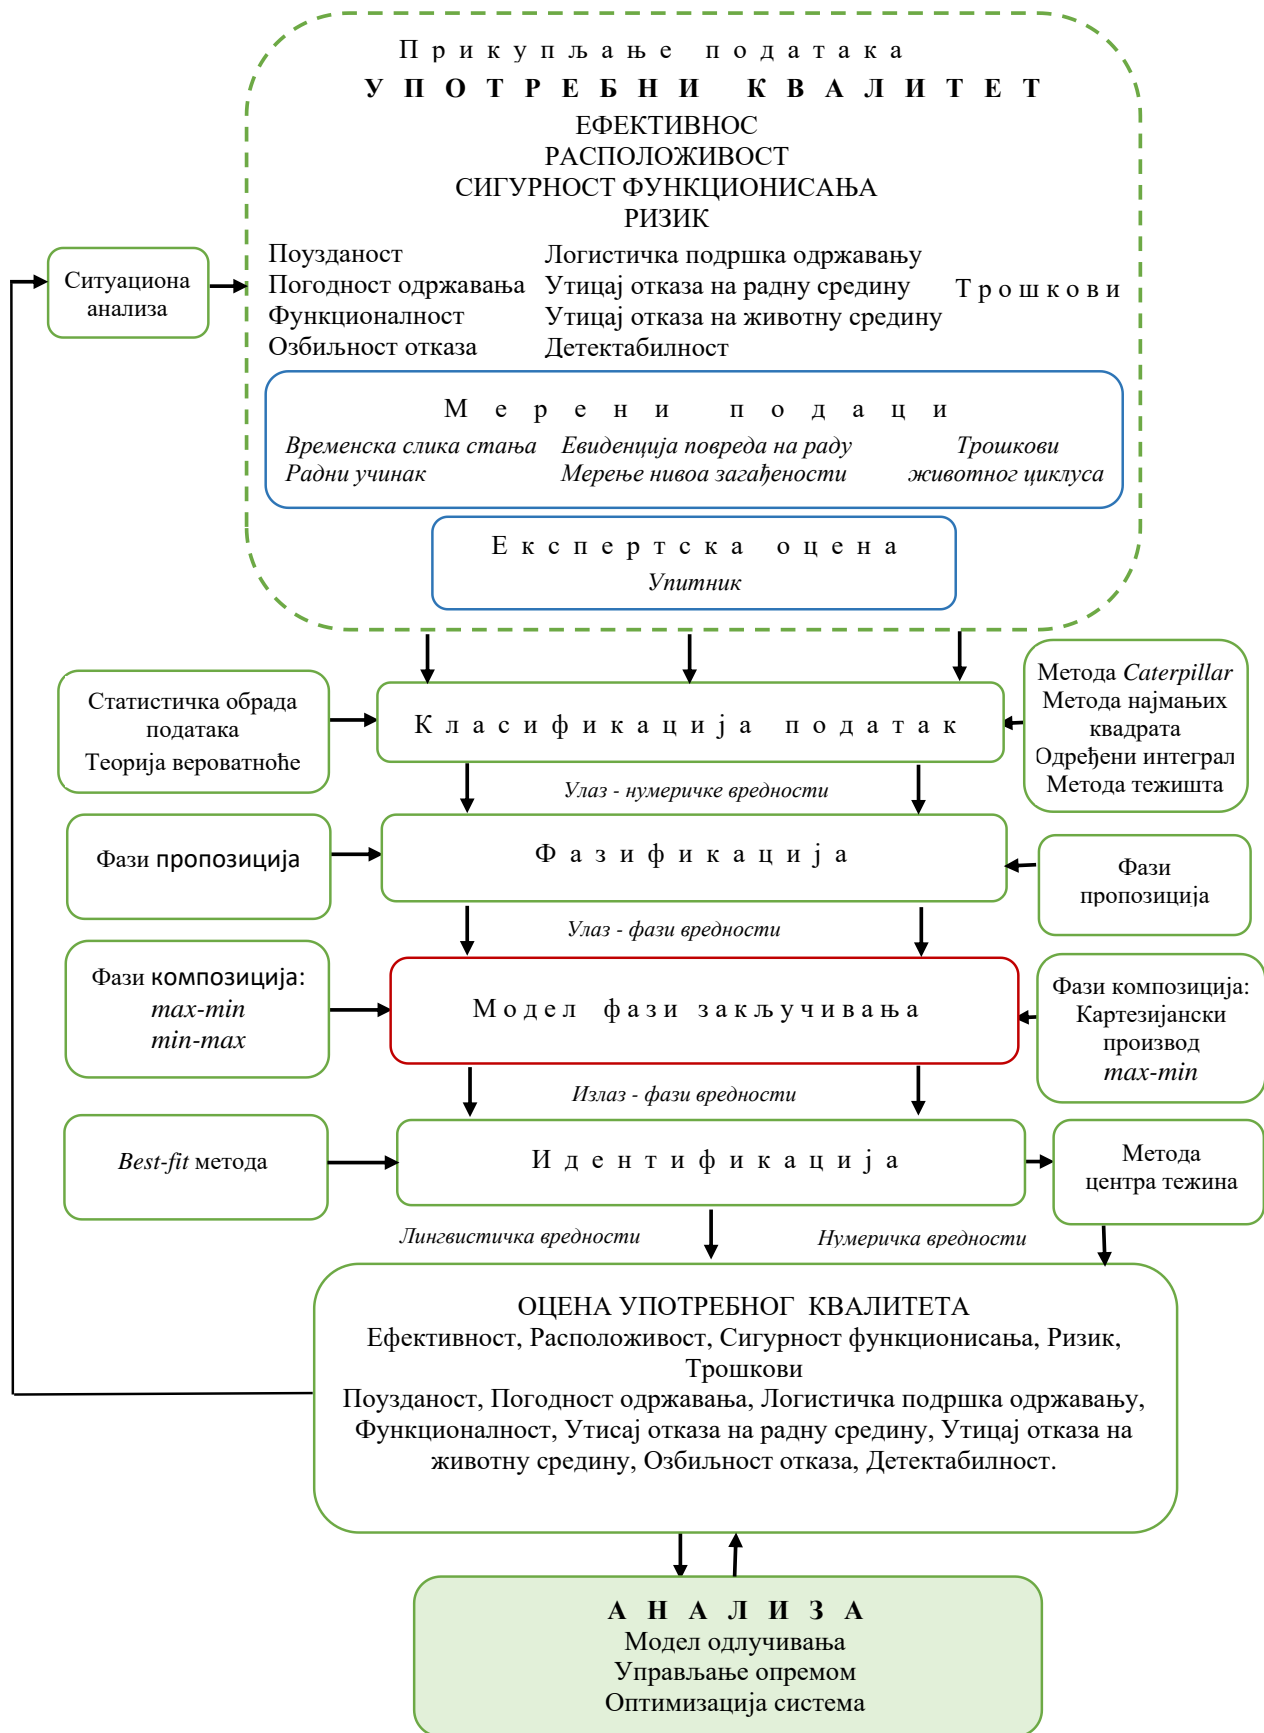 Прикупљање података
УПОТРЕБНИ КВАЛИТЕТ
ЕФЕКТИВНОС
РАСПОЛОЖИВОСТ
СИГУРНОСТ ФУНКЦИОНИСАЊА
РИЗИК
Поузданост
Погодност одржавања
Функционалност
Озбиљност отказа
Логистичка подршка одржавању
Утицај отказа на радну средину
Утицај отказа на животну средину
Детектабилност
Трошкови
Ситуациона
анализа
Мерени подаци
Временска слика стања
Радни учинак
Евиденција повреда на раду
Мерење нивоа загађености
Трошкови
животног циклуса
Експертска оцена
Упитник
Статистичка обрада
података
Теорија вероватноће
Класификација податак
Метода Caterpillar
Метода најмањих
квадрата
Одређени интеграл
Метода тежишта
Улаз - нумеричке вредности
Фази пропозиција
Фазификација
Фази
пропозиција
Улаз - фази вредности
Фази композиција:
max-min
min-max
Модел фази закључивања
Фази композиција:
Картезијански
производ
max-min
Излаз - фази вредности
Best-fit метода
Идентификација
Метода
центра тежина
Лингвистичка вредности
Нумеричка вредности
ОЦЕНА УПОТРЕБНОГ КВАЛИТЕТА
Ефективност, Расположивост, Сигурност функционисања, Ризик,
Трошкови
Поузданост, Погодност одржавања, Логистичка подршка одржавању,
Функционалност, Утисај отказа на радну средину, Утицај отказа на
животну средину, Озбиљност отказа, Детектабилност.
АНАЛИЗА
Модел одлучивања
Управљање опремом
Оптимизација система